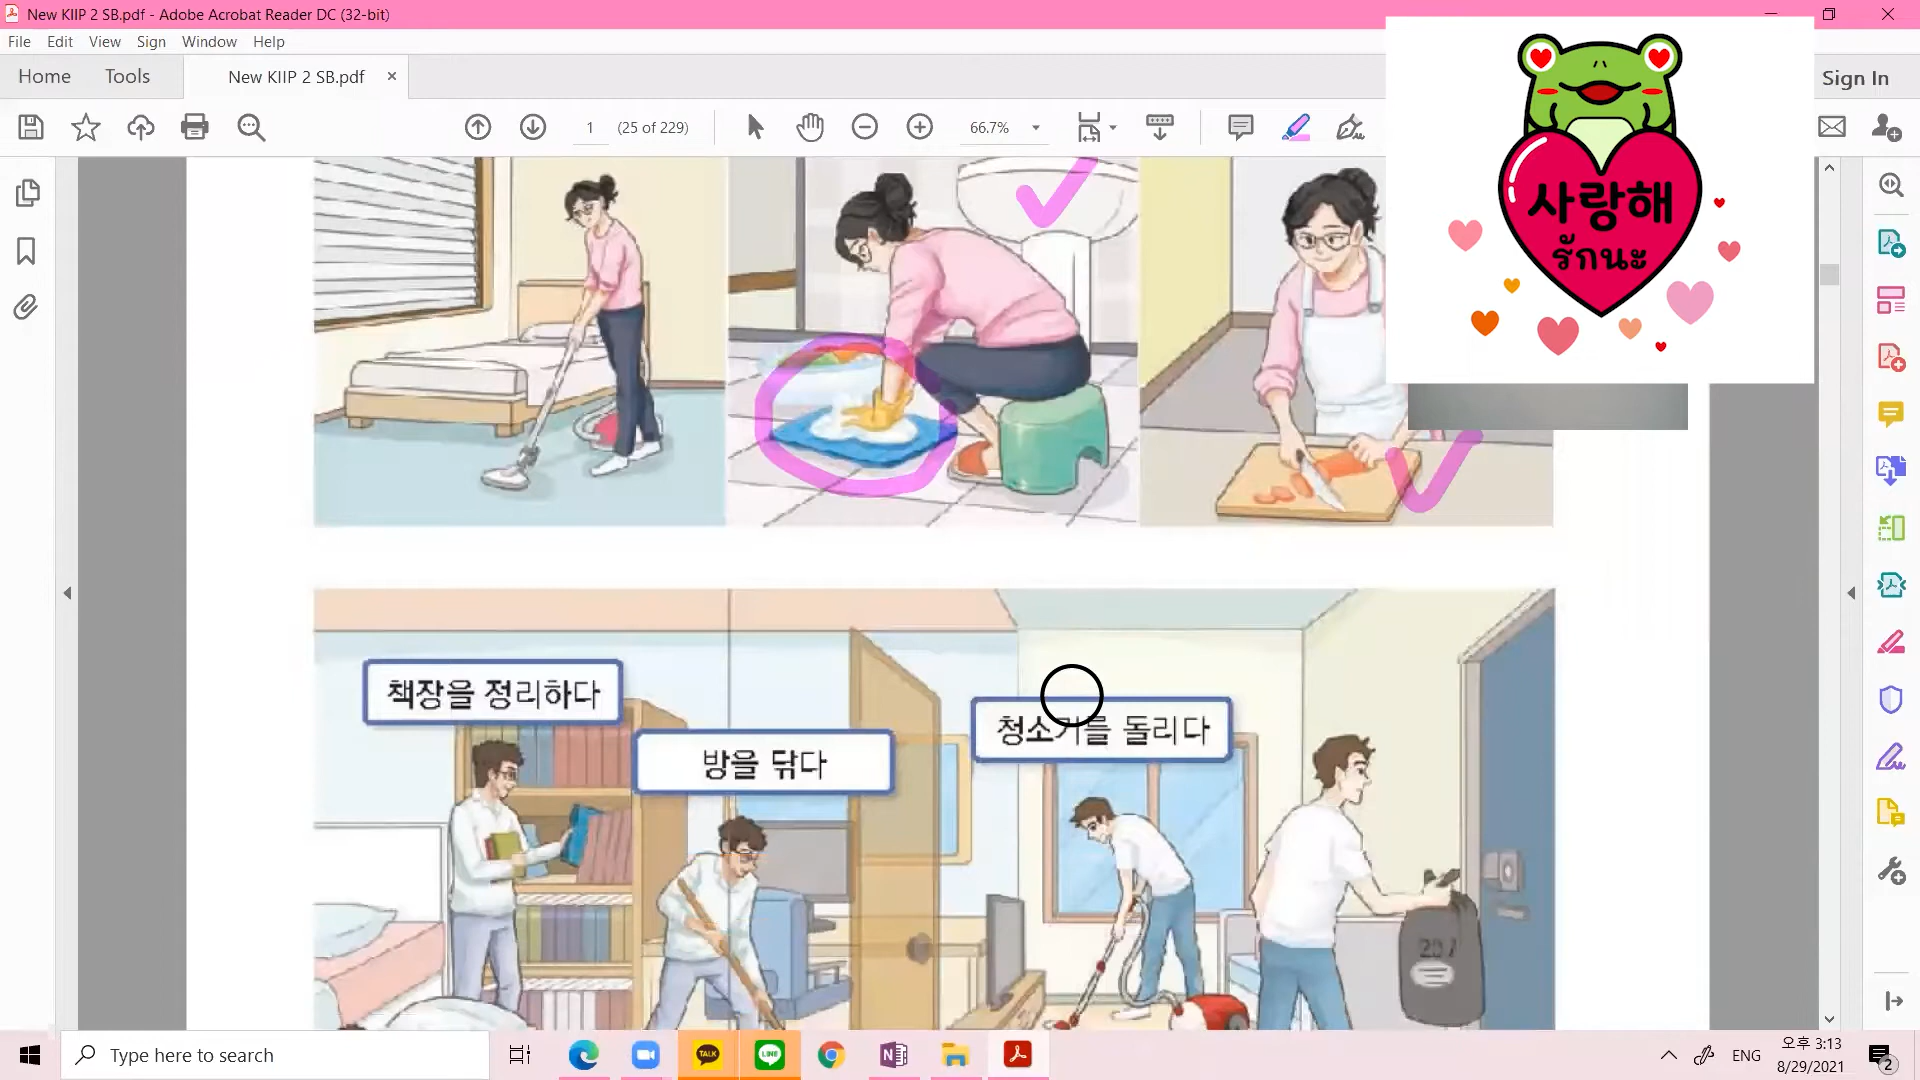 New KIIP 2 SB.pdf - Adobe Acrobat Reader DC (32-bit)
File Edit View Sign Window Help
Home Tools New KIIP 2 SB.pdf × Sign In
1 (25 of 229) 66.7%
사랑해
รักนะ
책장을 정리하다
방을 닦다
청소기를 돌리다
Type here to search
TALK
LINE
ENG
오후 3:13
8/29/2021
2